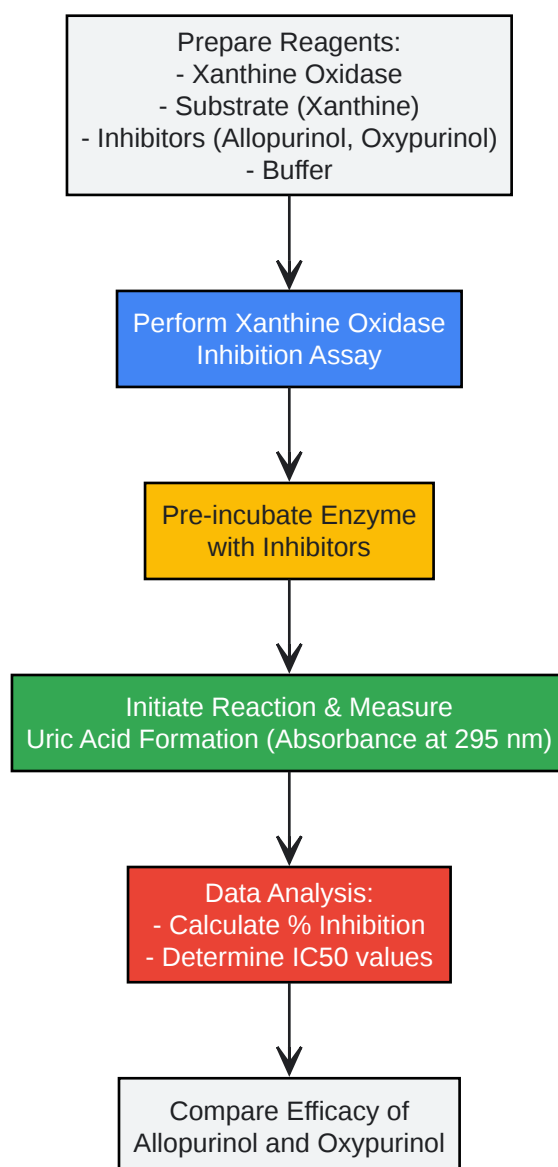 Prepare Reagents:
- Xanthine Oxidase
- Substrate (Xanthine)
- Inhibitors (Allopurinol, Oxypurinol)
- Buffer
Perform Xanthine Oxidase
Inhibition Assay
Pre-incubate Enzyme
with Inhibitors
Initiate Reaction & Measure
Uric Acid Formation (Absorbance at 295 nm)
Data Analysis:
- Calculate % Inhibition
- Determine IC50 values
Compare Efficacy of
Allopurinol and Oxypurinol